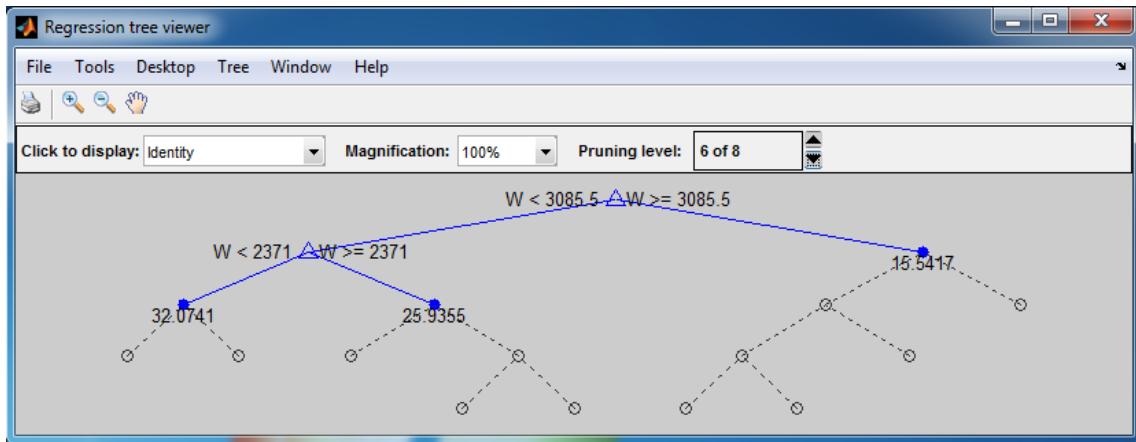 Regression tree viewer
File Tools Desktop Tree Window Help
Click to display: Identity Magnification: 100% Pruning level: 6 of 8
W < 3085.5 W >= 3085.5
W < 2371 W >= 2371
15.5417
32.0741 25.9355